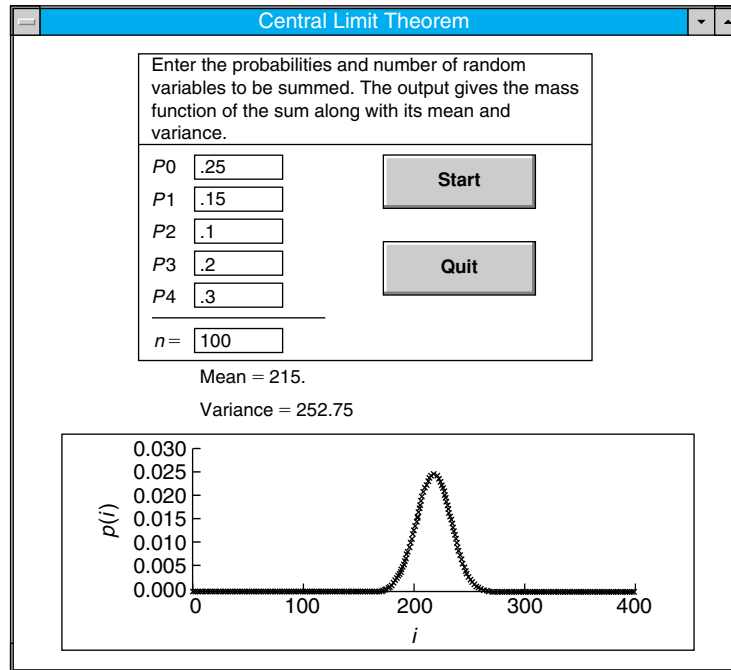 Central Limit Theorem
Enter the probabilities and number of random
variables to be summed. The output gives the mass
function of the sum along with its mean and
variance.
P0 .25
P1 .15
P2 .1
P3 .2
P4 .3
n = 100
Start
Quit
Mean = 215.
Variance = 252.75
p(i)
0.030
0.025
0.020
0.015
0.010
0.005
0.000
0 100 200 300 400
i